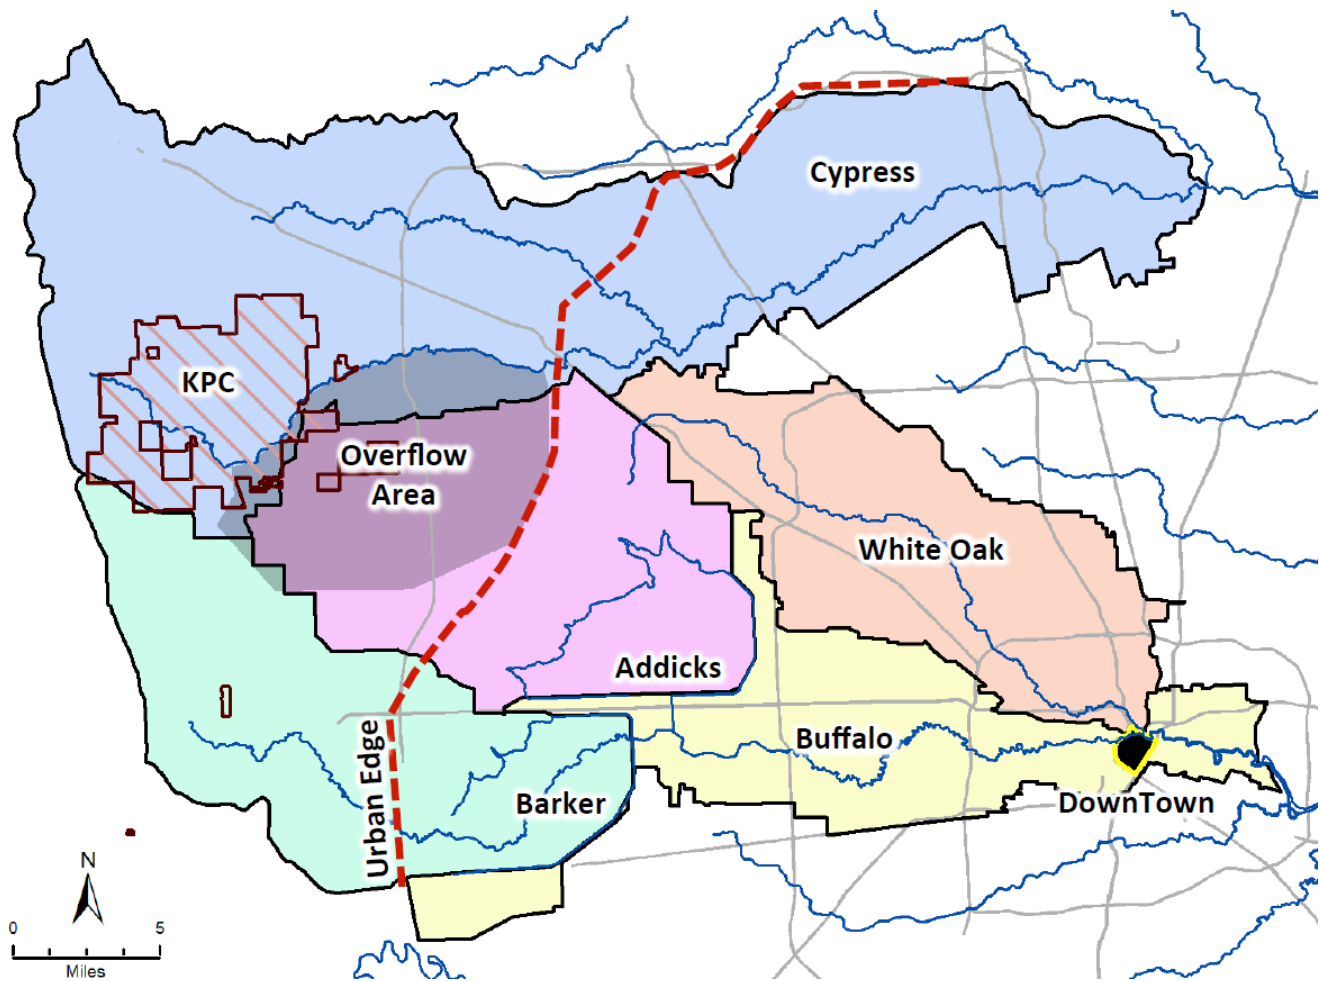 Cypress
KPC
Overflow
Area
White Oak
Addicks
Buffalo
Urban Edge
Barker
DownTown
N
0 5
Miles